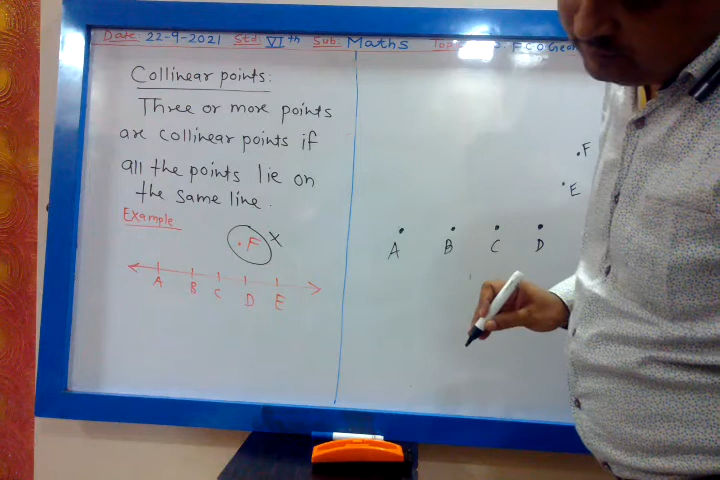 Date: 22-9-2021 Std: VIth Sub: Maths
Collinear points:
Three or more points
are collinear points if
all the points lie on
the same line.
Example
F x
A B C D E
F
E
A B C D